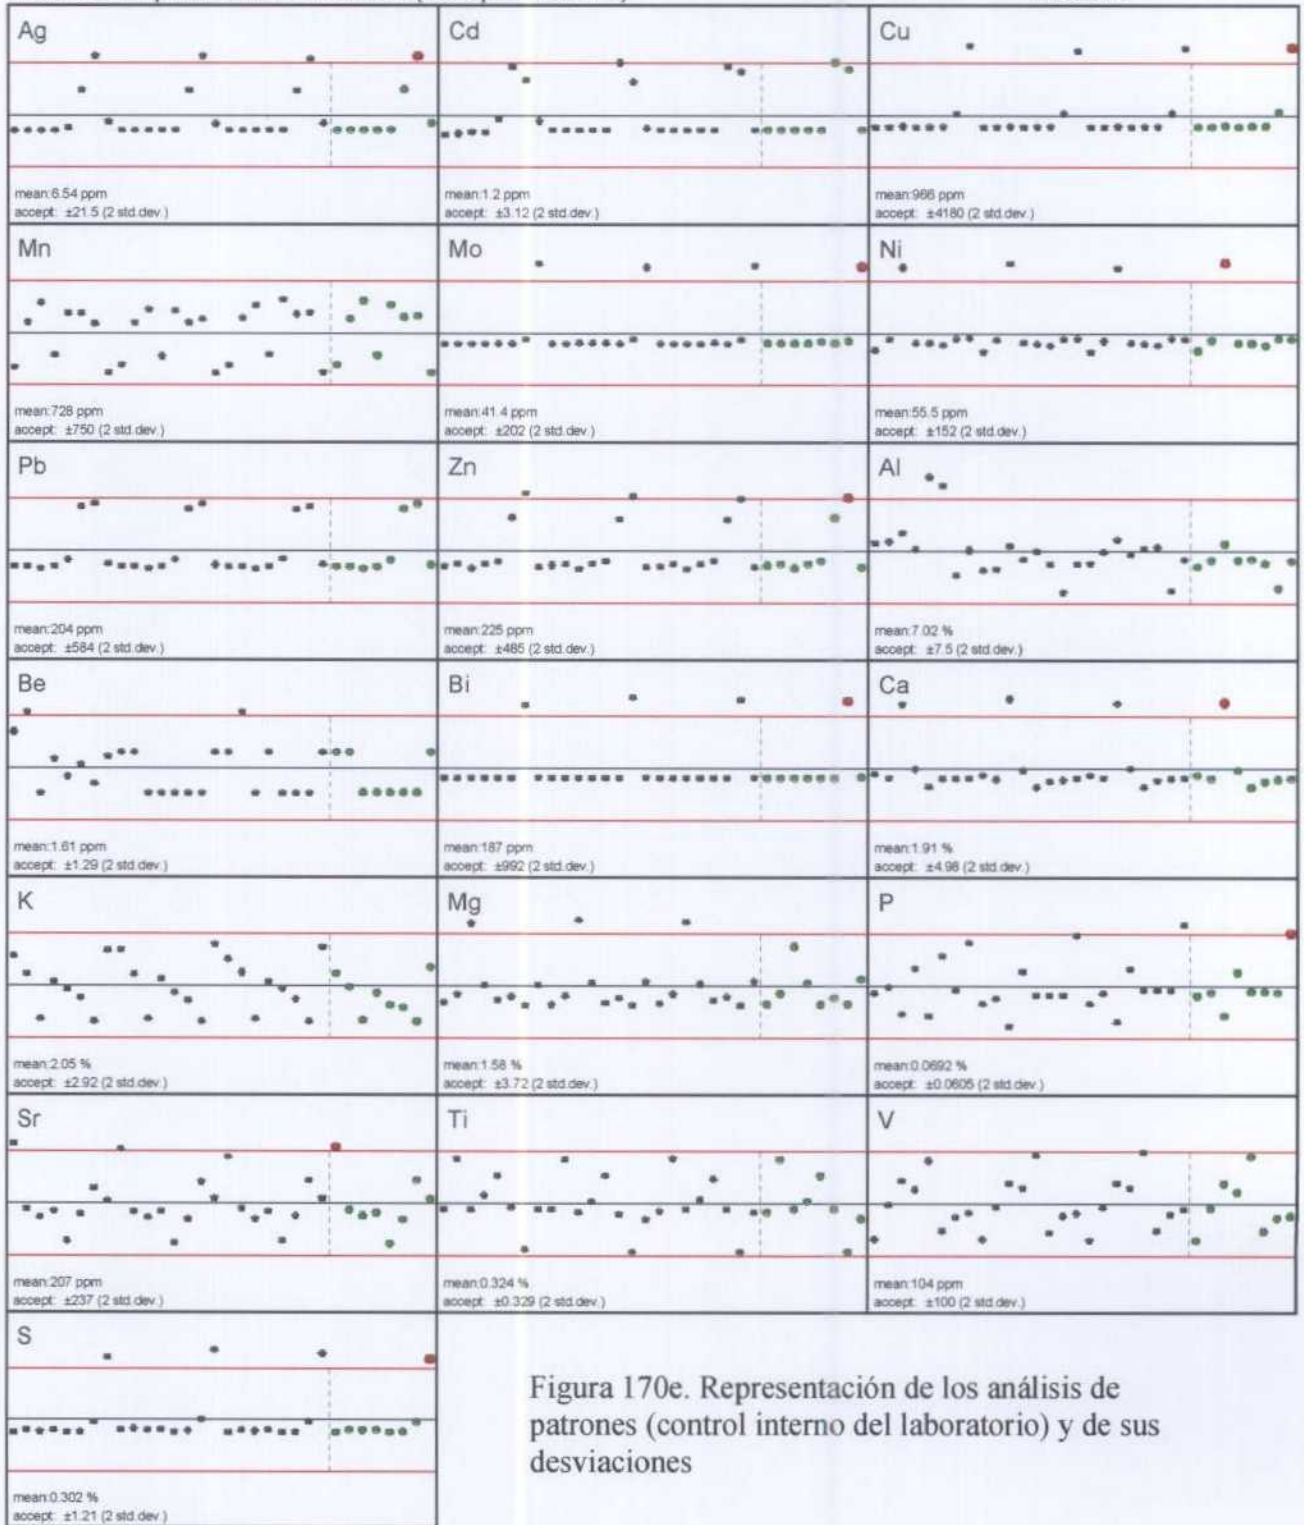 Ag
mean:6.54 ppm
accept: ±21.5 (2 std.dev.)
Cd
mean:1.2 ppm
accept: ±3.12 (2 std.dev.)
Cu
mean:966 ppm
accept: ±4180 (2 std.dev.)
Mn
mean:728 ppm
accept: ±750 (2 std.dev.)
Mo
mean:41.4 ppm
accept: ±202 (2 std.dev.)
Ni
mean:55.5 ppm
accept: ±152 (2 std.dev.)
Pb
mean:204 ppm
accept: ±584 (2 std.dev.)
Zn
mean:225 ppm
accept: ±485 (2 std.dev.)
Al
mean:7.02 %
accept: ±7.5 (2 std.dev.)
Be
mean:1.61 ppm
accept: ±1.29 (2 std.dev.)
Bi
mean:187 ppm
accept: ±992 (2 std.dev.)
Ca
mean:1.91 %
accept: ±4.98 (2 std.dev.)
K
mean:2.05 %
accept: ±2.92 (2 std.dev.)
Mg
mean:1.58 %
accept: ±3.72 (2 std.dev.)
P
mean:0.0692 %
accept: ±0.0605 (2 std.dev.)
Sr
mean:207 ppm
accept: ±237 (2 std.dev.)
Ti
mean:0.324 %
accept: ±0.329 (2 std.dev.)
V
mean:104 ppm
accept: ±100 (2 std.dev.)
S
mean:0.302 %
accept: ±1.21 (2 std.dev.)
Figura 170e. Representación de los análisis de
patrones (control interno del laboratorio) y de sus
desviaciones